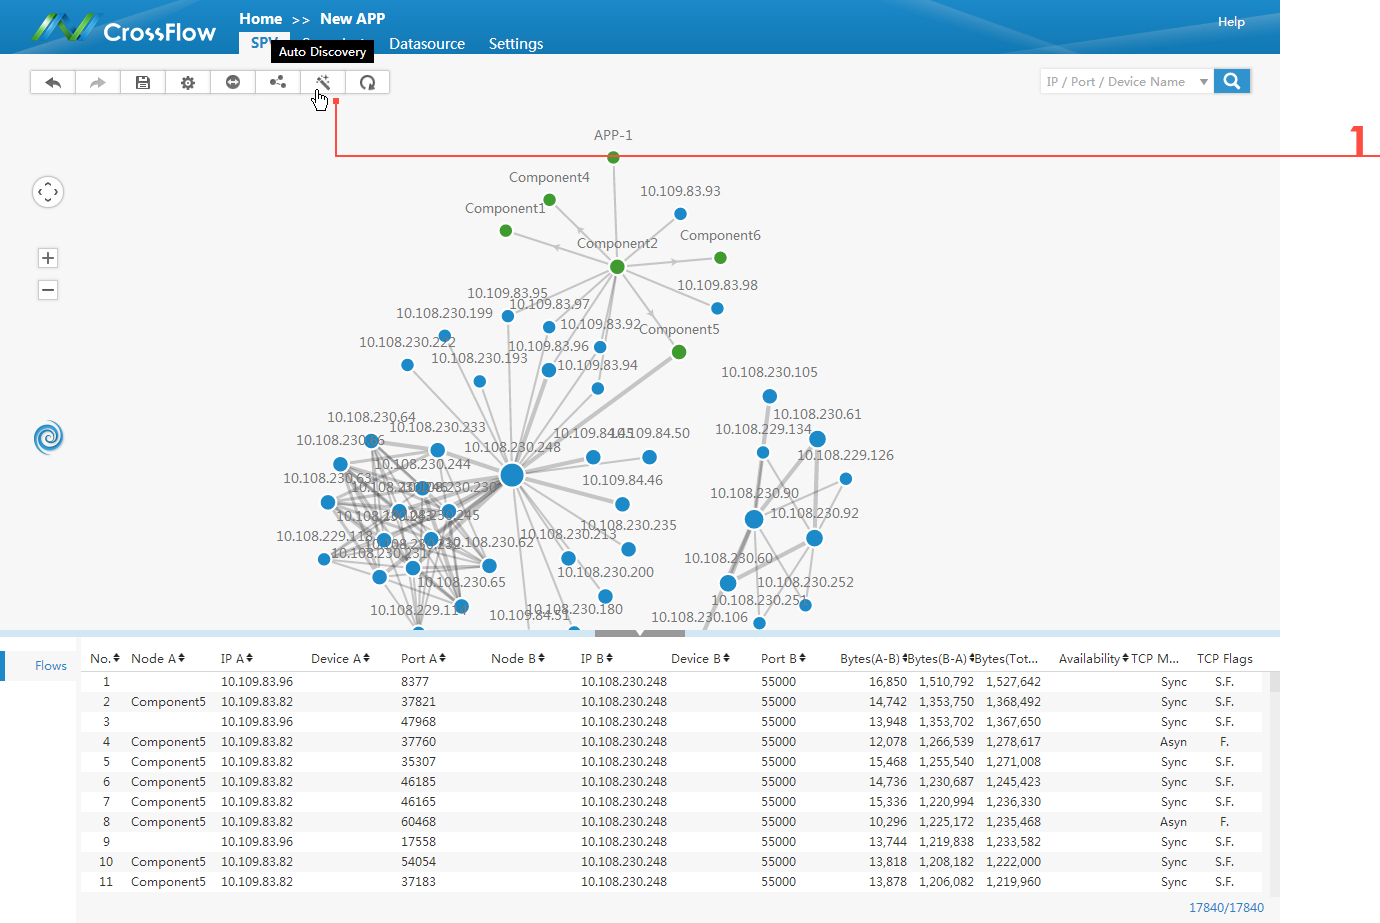 CrossFlow
Home >> New APP
Help
SPV
Datasource
Settings
Auto Discovery
IP / Port / Device Name
1
APP-1
Component4
10.109.83.93
Component1
Component6
Component2
10.109.83.98
10.109.83.95
10.109.83.97
10.108.230.199
10.109.83.92
Component5
10.108.230.222
10.109.83.96
10.108.230.193
10.109.83.94
10.108.230.105
10.108.230.64
10.108.230.61
10.108.230.233
10.108.229.134
10.109.84.50
10.108.230.248
10.108.229.126
10.108.230.244
10.108.230.63
10.109.84.46
10.108.230.230
10.108.230.90
10.108.230.92
10.108.230.235
10.108.229.118
10.108.230.213
10.108.230.62
10.108.230.231
10.108.230.60
10.108.230.200
10.108.230.65
10.108.230.252
10.108.230.251
10.108.229.114
10.109.84.51
10.108.230.180
10.108.230.106
Flows
No. Node A IP A Device A Port A Node B IP B Device B Port B Bytes(A-B) Bytes(B-A) Bytes(Tot... Availability TCP M... TCP Flags
1 10.109.83.96 8377 10.108.230.248 55000 16,850 1,510,792 1,527,642 Sync S.F.
2 Component5 10.109.83.82 37821 10.108.230.248 55000 14,742 1,353,750 1,368,492 Sync S.F.
3 10.109.83.96 47968 10.108.230.248 55000 13,948 1,353,702 1,367,650 Sync S.F.
4 Component5 10.109.83.82 37760 10.108.230.248 55000 12,078 1,266,539 1,278,617 Asyn F.
5 Component5 10.109.83.82 35307 10.108.230.248 55000 15,468 1,255,540 1,271,008 Sync S.F.
6 Component5 10.109.83.82 46185 10.108.230.248 55000 14,736 1,230,687 1,245,423 Sync S.F.
7 Component5 10.109.83.82 46165 10.108.230.248 55000 15,336 1,220,994 1,236,330 Sync S.F.
8 Component5 10.109.83.82 60468 10.108.230.248 55000 10,296 1,225,172 1,235,468 Asyn F.
9 10.109.83.96 17558 10.108.230.248 55000 13,744 1,219,838 1,233,582 Sync S.F.
10 Component5 10.109.83.82 54054 10.108.230.248 55000 13,818 1,208,182 1,222,000 Sync S.F.
11 Component5 10.109.83.82 37183 10.108.230.248 55000 13,878 1,206,082 1,219,960 Sync S.F.
17840/17840